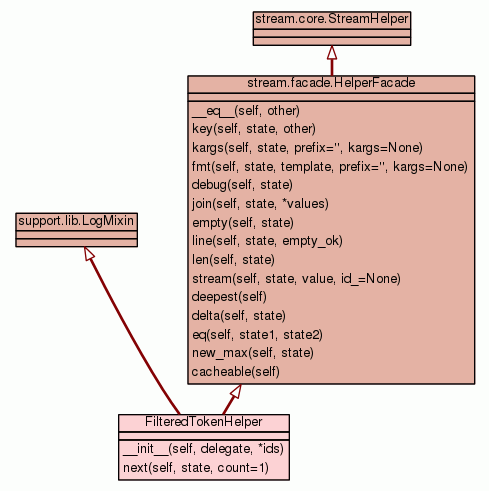 stream.core.StreamHelper
stream.facade.HelperFacade
__eq__(self, other)
key(self, state, other)
kargs(self, state, prefix='', kargs=None)
fmt(self, state, template, prefix='', kargs=None)
debug(self, state)
join(self, state, *values)
empty(self, state)
line(self, state, empty_ok)
len(self, state)
stream(self, state, value, id_=None)
deepest(self)
delta(self, state)
eq(self, state1, state2)
new_max(self, state)
cacheable(self)
support.lib.LogMixin
FilteredTokenHelper
__init__(self, delegate, *ids)
next(self, state, count=1)